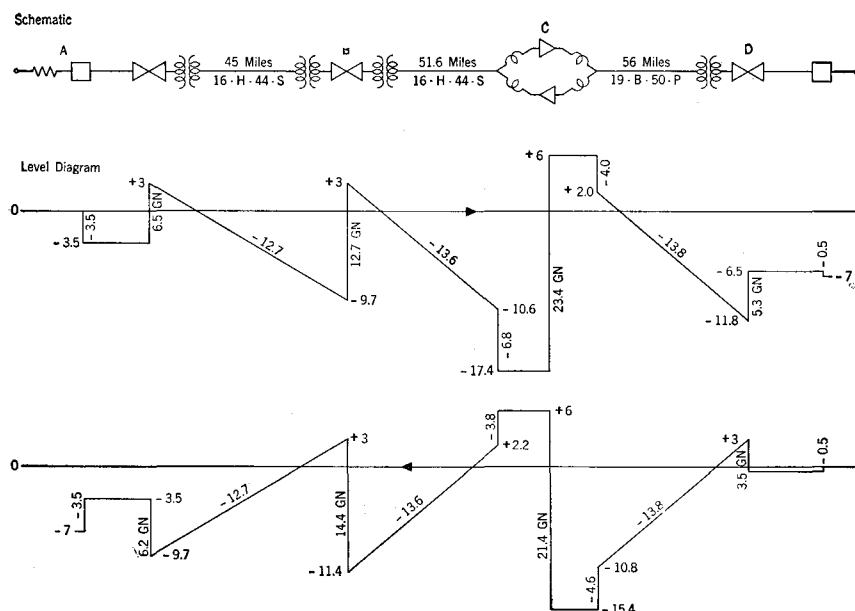 Schematic
A
B
C
D
45 Miles
16-H-44-S
51.6 Miles
16-H-44-S
56 Miles
19-B-50-P
Level Diagram
0
-3.5
-3.5
+3
6.5 GN
-12.7
-9.7
+3
12.7 GN
-13.6
-10.6
-6.8
-17.4
+6
23.4 GN
-4.0
+2.0
-13.8
-11.8
5.3 GN
-6.5
-0.5
-7
0
-7
-3.5
-3.5
-9.7
6.2 GN
-12.7
+3
14.4 GN
-11.4
-13.6
-3.8
+2.2
+6
21.4 GN
-15.4
-4.6
-10.8
-13.8
+3
3.5 GN
-0.5